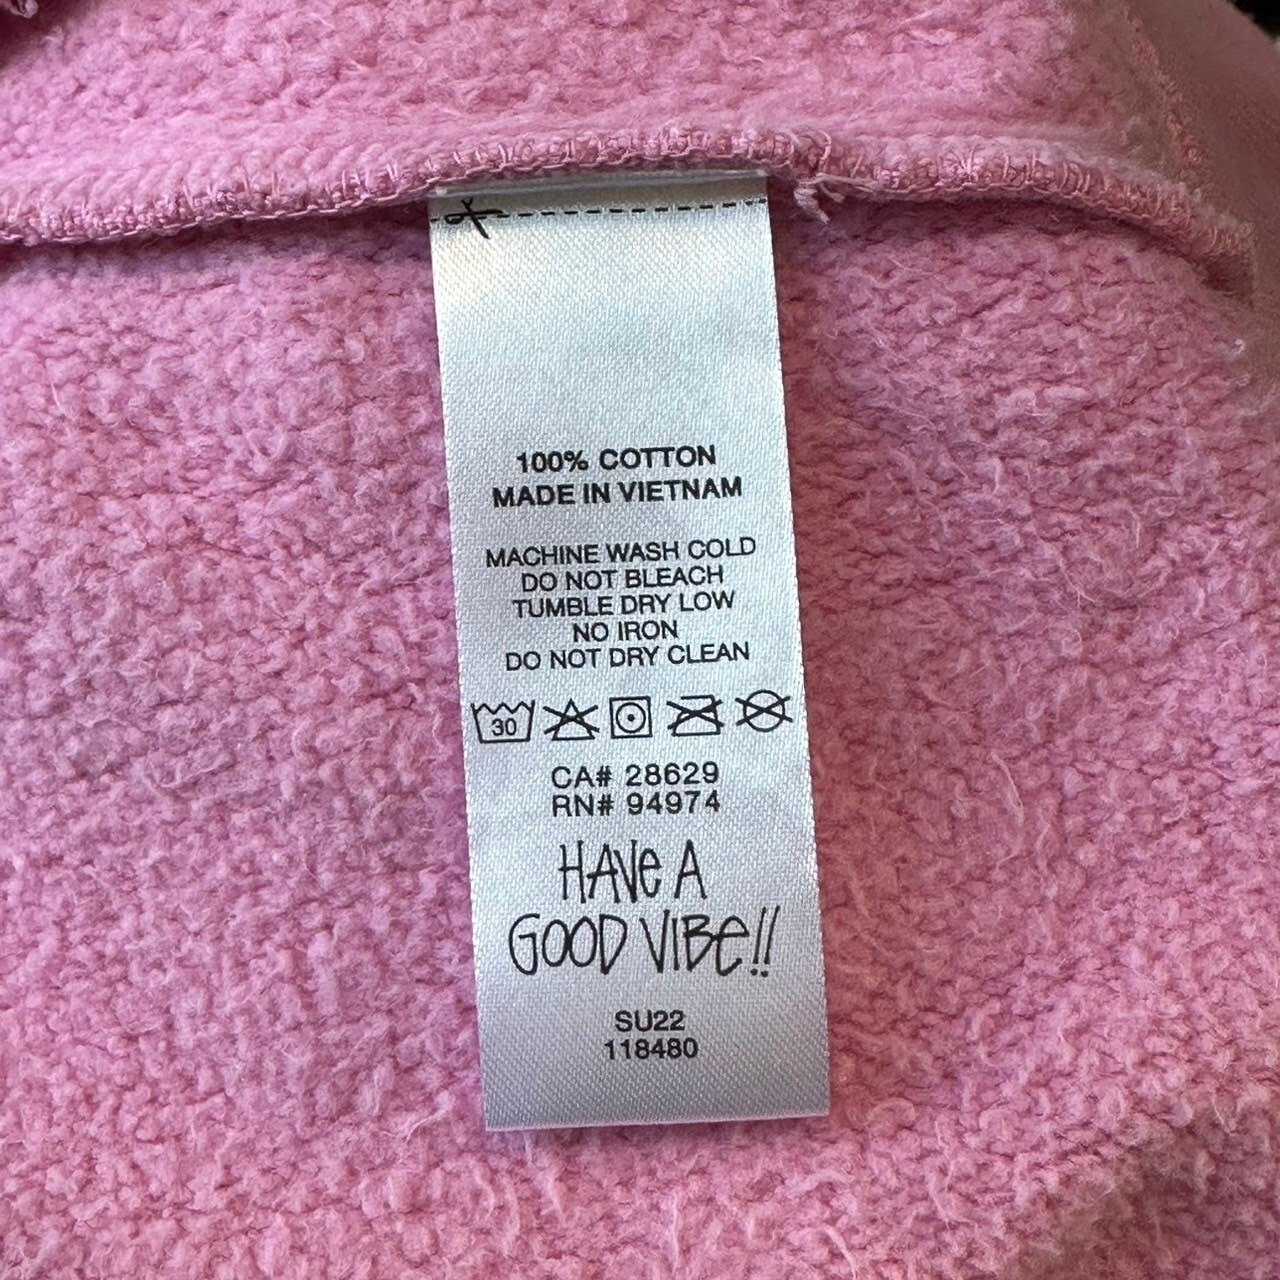 100% COTTON
MADE IN VIETNAM
MACHINE WASH COLD
DO NOT BLEACH
TUMBLE DRY LOW
NO IRON
DO NOT DRY CLEAN
30
CA# 28629
RN# 94974
HAVe A
GOOD VIBe!!
SU22
118480